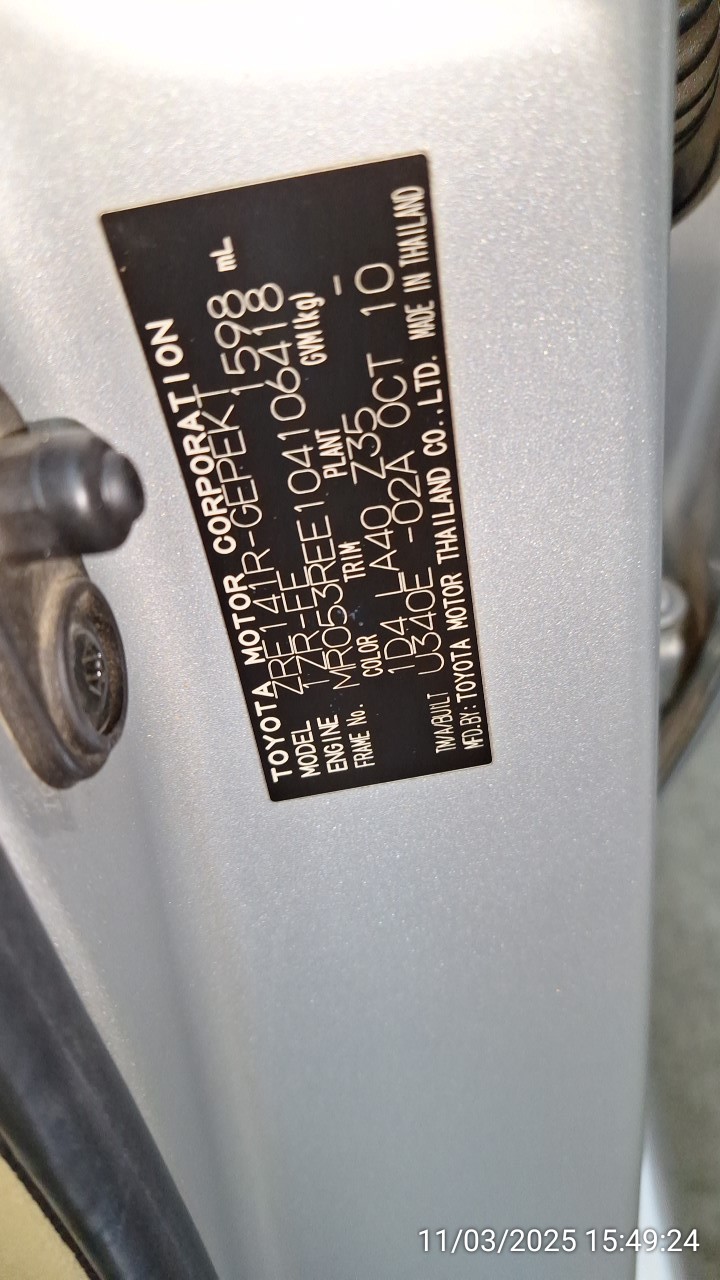 TOYOTA MOTOR CORPORATION
MODEL ZRE141R-GEPEKT 1598 mL
ENGINE 1ZR-FE
FRAME No. MR053REE104106418
COLOR TRIM PLANT GVM(kg)
1D4 LA40 Z35 -
TM/A/BUILT U340E -02A OCT 10
MFD.BY: TOYOTA MOTOR THAILAND CO.,LTD. MADE IN THAILAND
11/03/2025 15:49:24